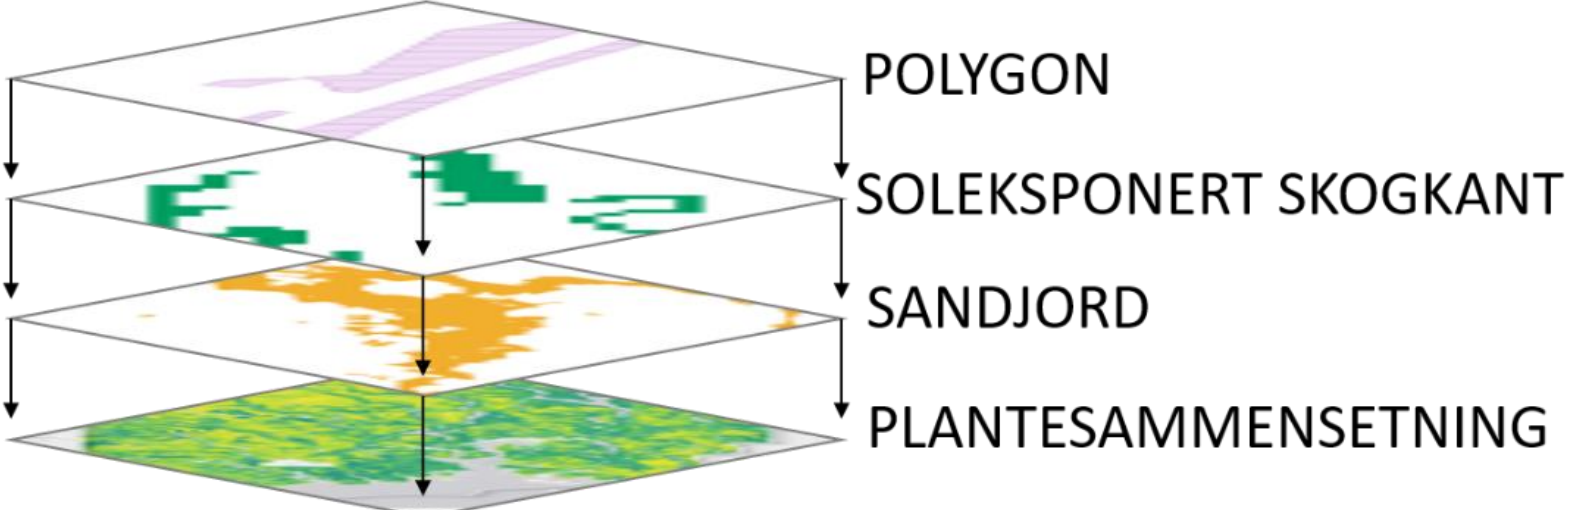 POLYGON
SOLEKSPONERT SKOGKANT
SANDJORD
PLANTESAMMENSETNING